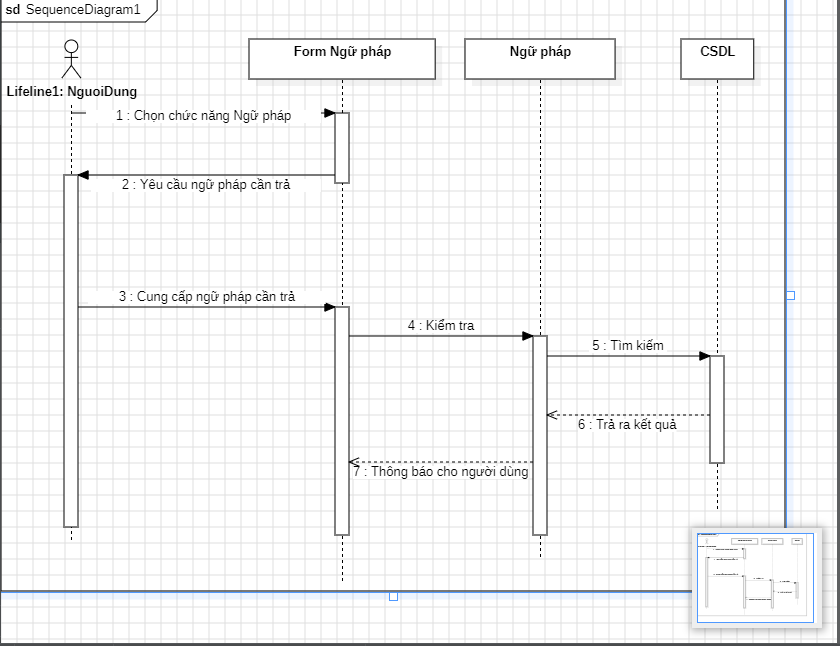 sd SequenceDiagram1
Form Ngữ pháp
Ngữ pháp
CSDL
Lifeline1: NguoiDung
1 : Chọn chức năng Ngữ pháp
2 : Yêu cầu ngữ pháp cần trả
3 : Cung cấp ngữ pháp cần trả
4 : Kiểm tra
5 : Tìm kiếm
6 : Trả ra kết quả
7 : Thông báo cho người dùng